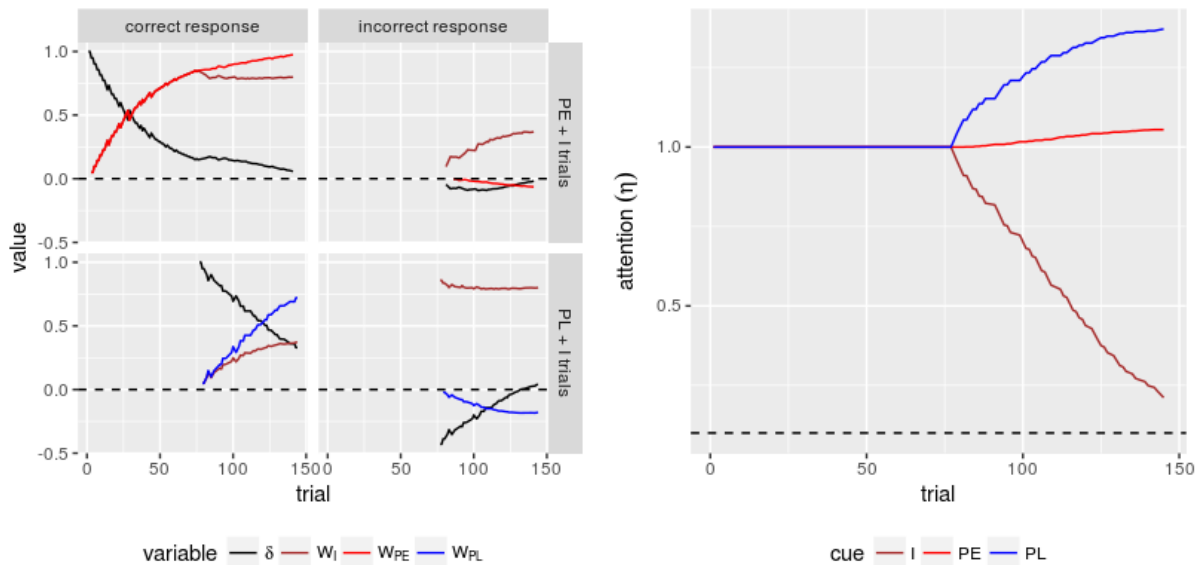 correct response
incorrect response
PE + I trials
PL + I trials
value
1.0
0.5
0.0
-0.5
1.0
0.5
0.0
-0.5
0
50
100
150
0
50
100
150
trial
variable δ W_I W_PE W_PL
attention (η)
1.0
0.5
0
50
100
150
trial
cue I PE PL